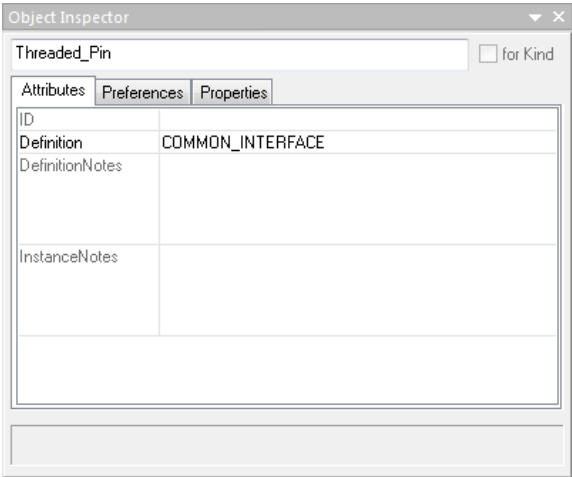 Object Inspector
Threaded_Pin
for Kind
Attributes Preferences Properties
ID
Definition COMMON_INTERFACE
DefinitionNotes
InstanceNotes